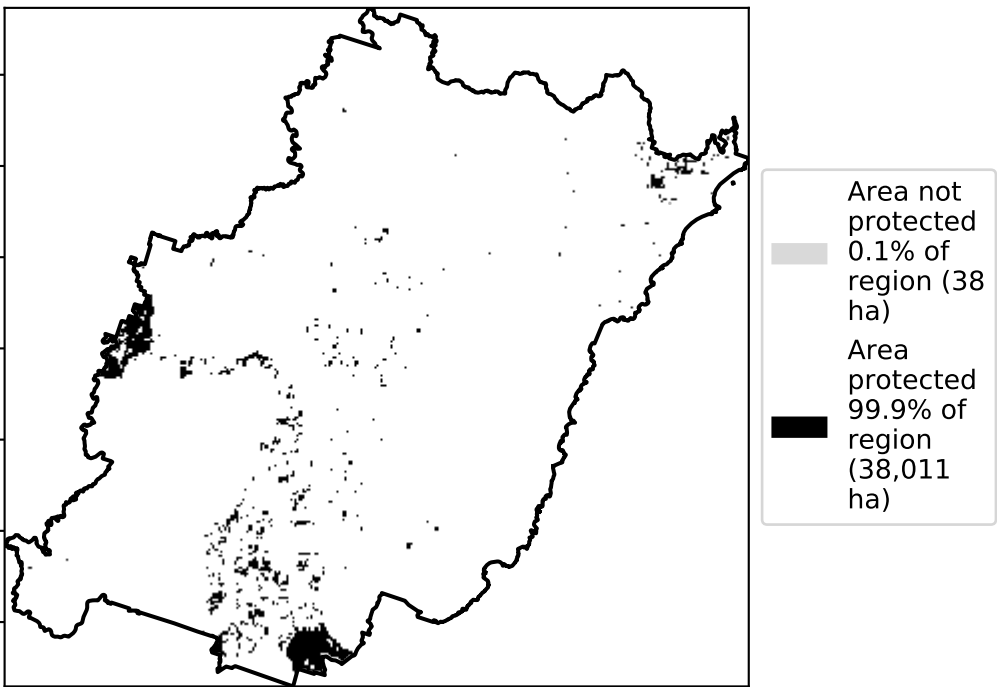 Area not
protected
0.1% of
region (38
ha)
Area
protected
99.9% of
region
(38,011
ha)